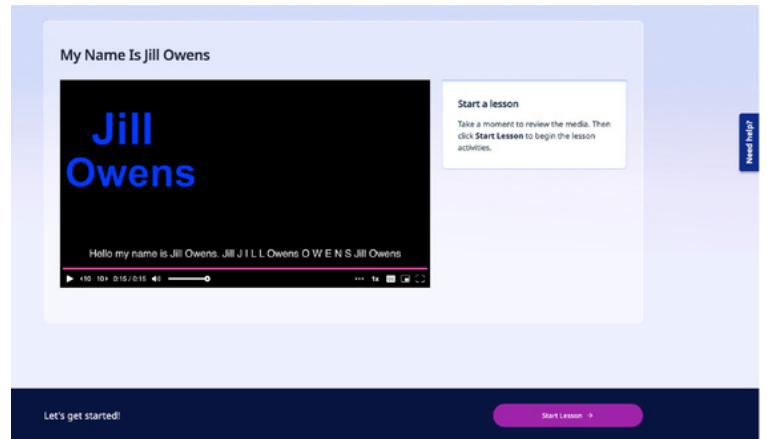 My Name Is Jill Owens
Jill
Owens
Hello my name is Jill Owens. Jill J I L L Owens O W E N S Jill Owens
10 10 0:15 / 0:15 1x
Start a lesson
Take a moment to review the media. Then
click Start Lesson to begin the lesson
activities.
Need help?
Let's get started!
Start Lesson →